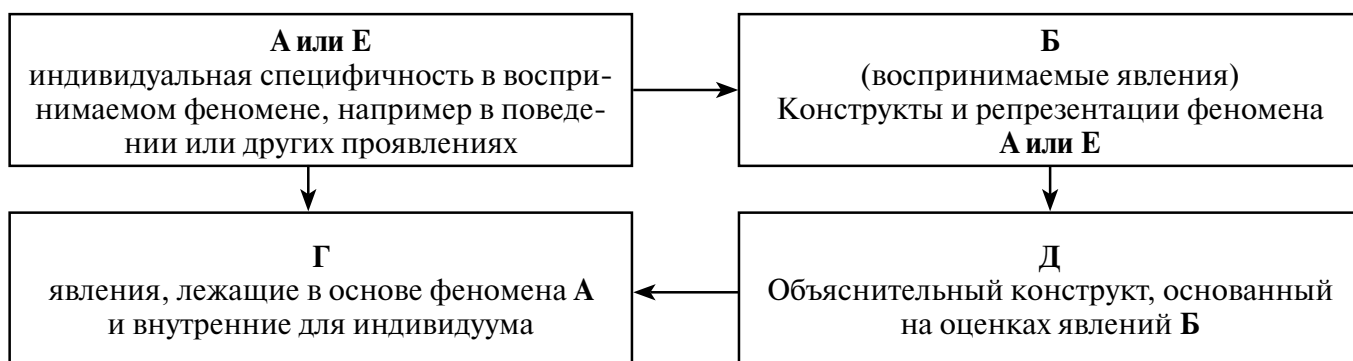 А или Е
индивидуальная специфичность в воспри-
нимаемом феномене, например в поведе-
нии или других проявлениях
Б
(воспринимаемые явления)
Конструкты и репрезентации феномена
А или Е
Г
явления, лежащие в основе феномена А
и внутренние для индивидуума
Д
Объяснительный конструкт, основанный
на оценках явлений Б